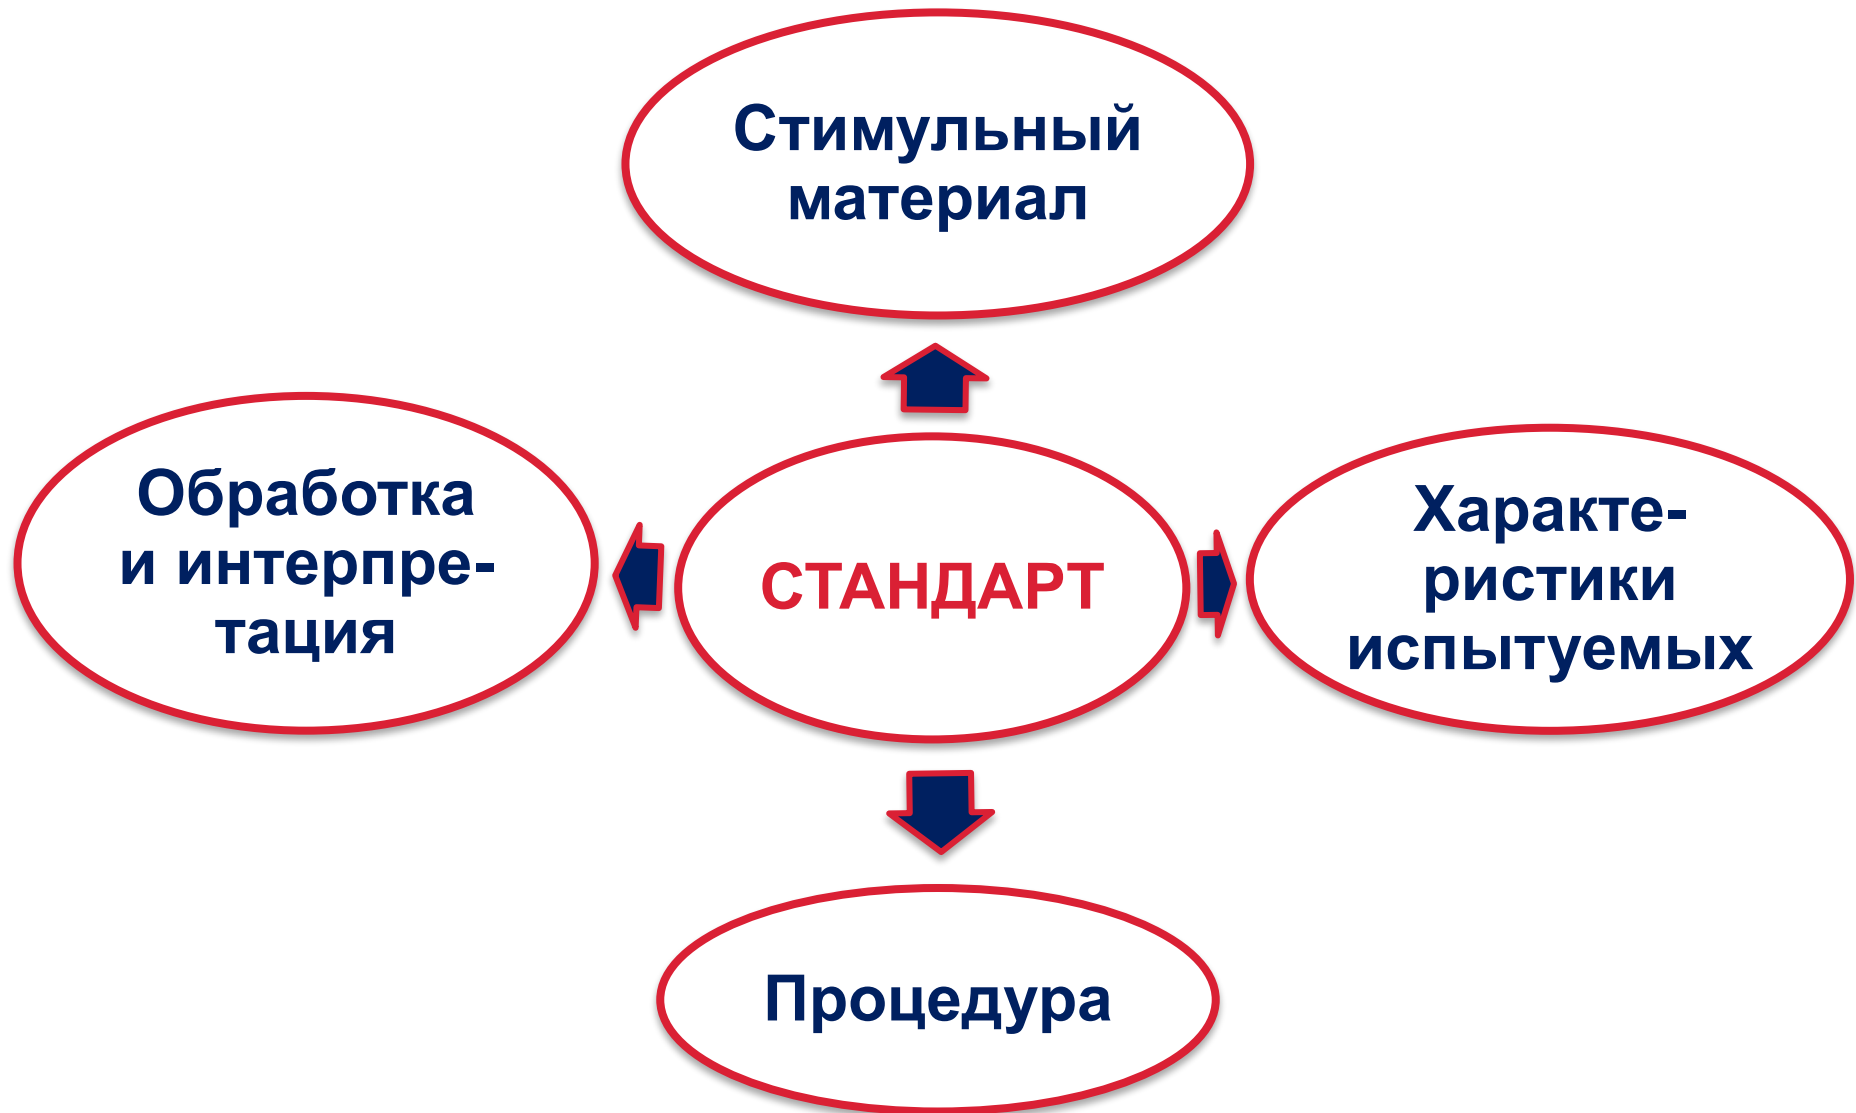 Стимульный
материал
Обработка
и интерпре-
тация
СТАНДАРТ
Характе-
ристики
испытуемых
Процедура